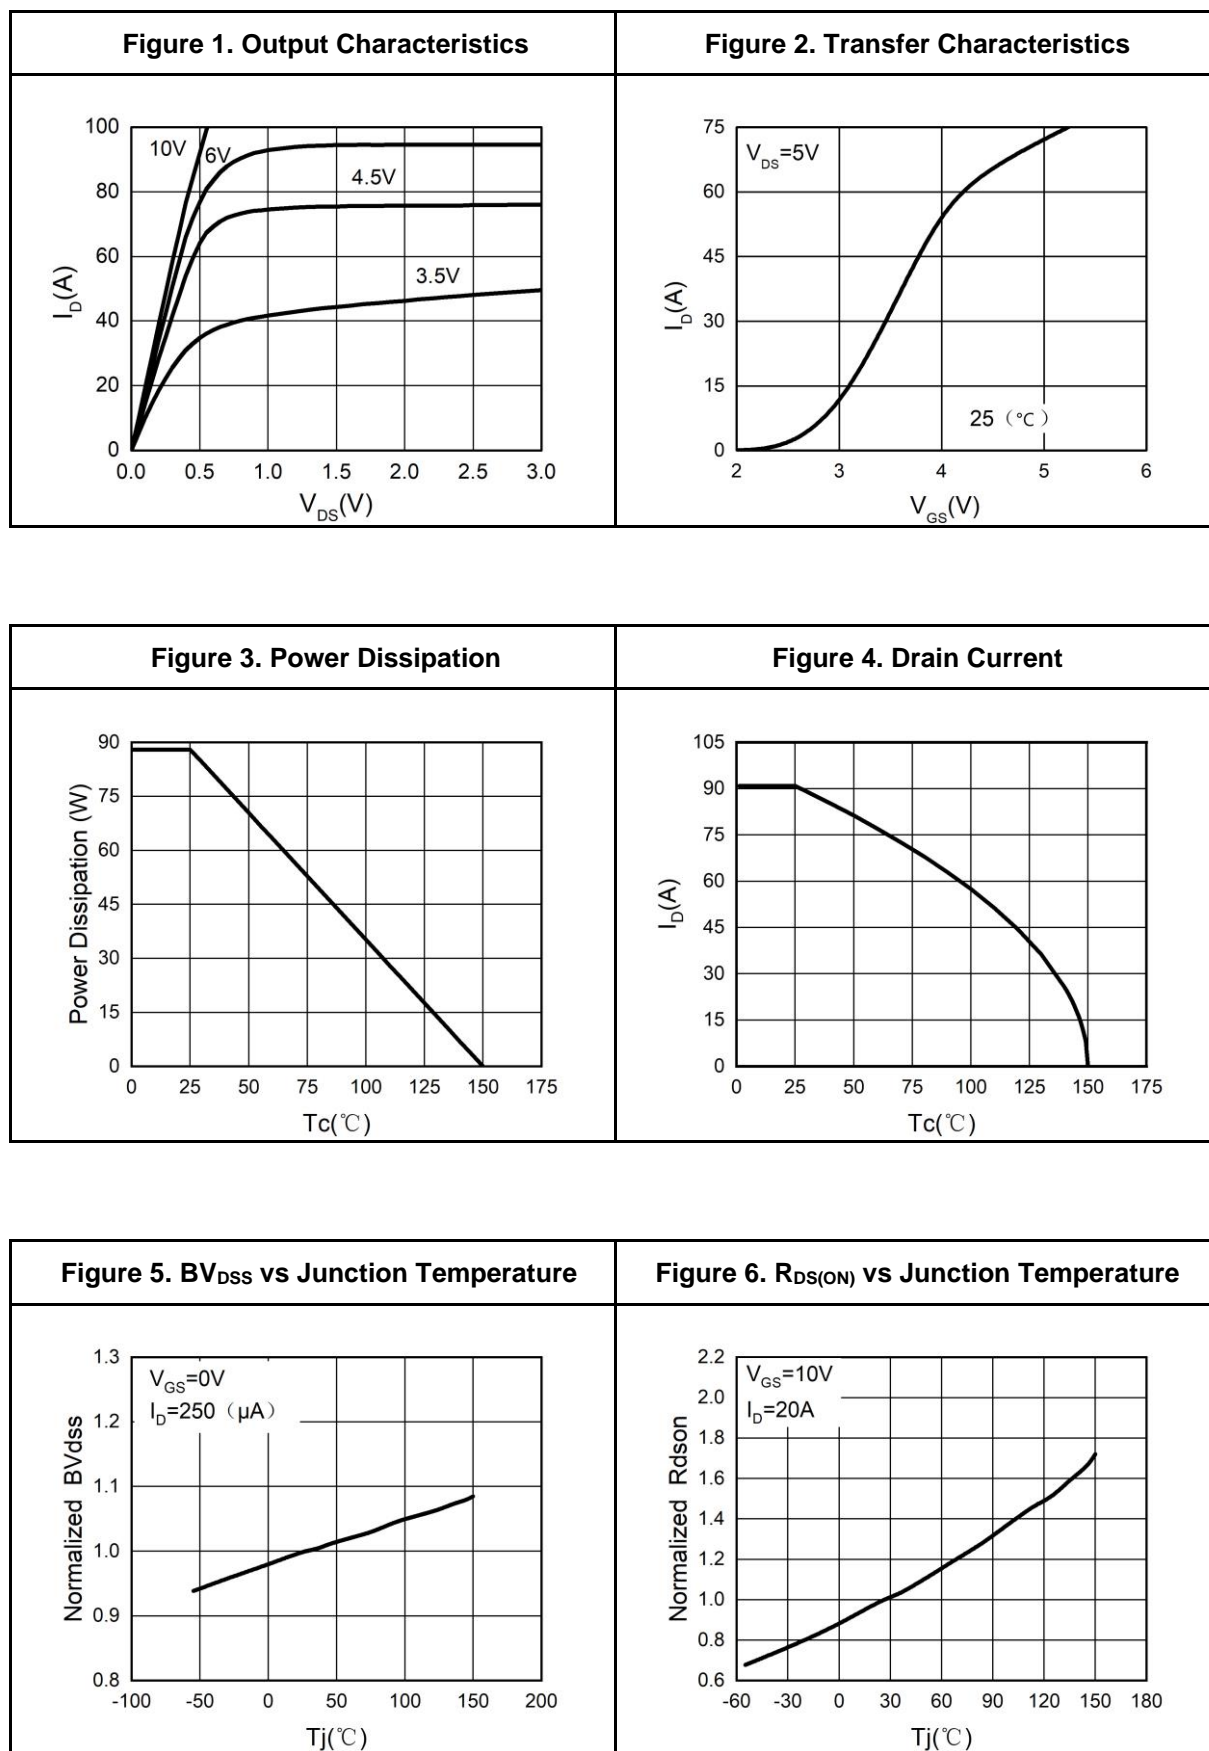 Figure 1. Output Characteristics
Figure 2. Transfer Characteristics
100
80
60
40
20
0
I_D(A)
10V
6V
4.5V
3.5V
0.0 0.5 1.0 1.5 2.0 2.5 3.0
V_DS(V)
75
60
45
30
15
0
I_D(A)
V_DS=5V
25（℃）
2 3 4 5 6
V_GS(V)
Figure 3. Power Dissipation
Figure 4. Drain Current
90
75
60
45
30
15
0
Power Dissipation (W)
0 25 50 75 100 125 150 175
Tc(℃)
105
90
75
60
45
30
15
0
I_D(A)
0 25 50 75 100 125 150 175
Tc(℃)
Figure 5. BV_DSS vs Junction Temperature
Figure 6. R_DS(ON) vs Junction Temperature
1.3
1.2
1.1
1.0
0.9
0.8
Normalized BVdss
V_GS=0V
I_D=250（μA）
-100 -50 0 50 100 150 200
Tj(℃)
2.2
2.0
1.8
1.6
1.4
1.2
1.0
0.8
0.6
Normalized Rdson
V_GS=10V
I_D=20A
-60 -30 0 30 60 90 120 150 180
Tj(℃)